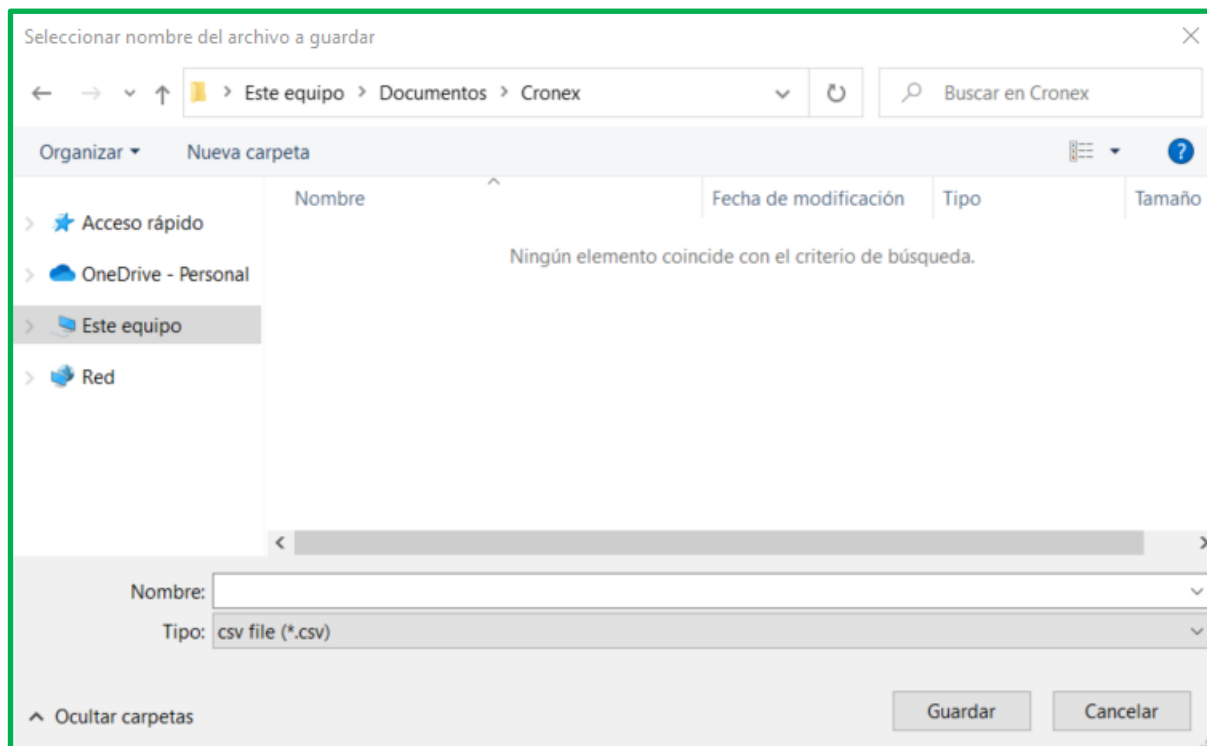 Seleccionar nombre del archivo a guardar
Este equipo > Documentos > Cronex
Buscar en Cronex
Organizar
Nueva carpeta
?
Nombre
Fecha de modificación
Tipo
Tamaño
Acceso rápido
OneDrive - Personal
Este equipo
Red
Ningún elemento coincide con el criterio de búsqueda.
Nombre:
Tipo: csv file (*.csv)
Ocultar carpetas
Guardar
Cancelar